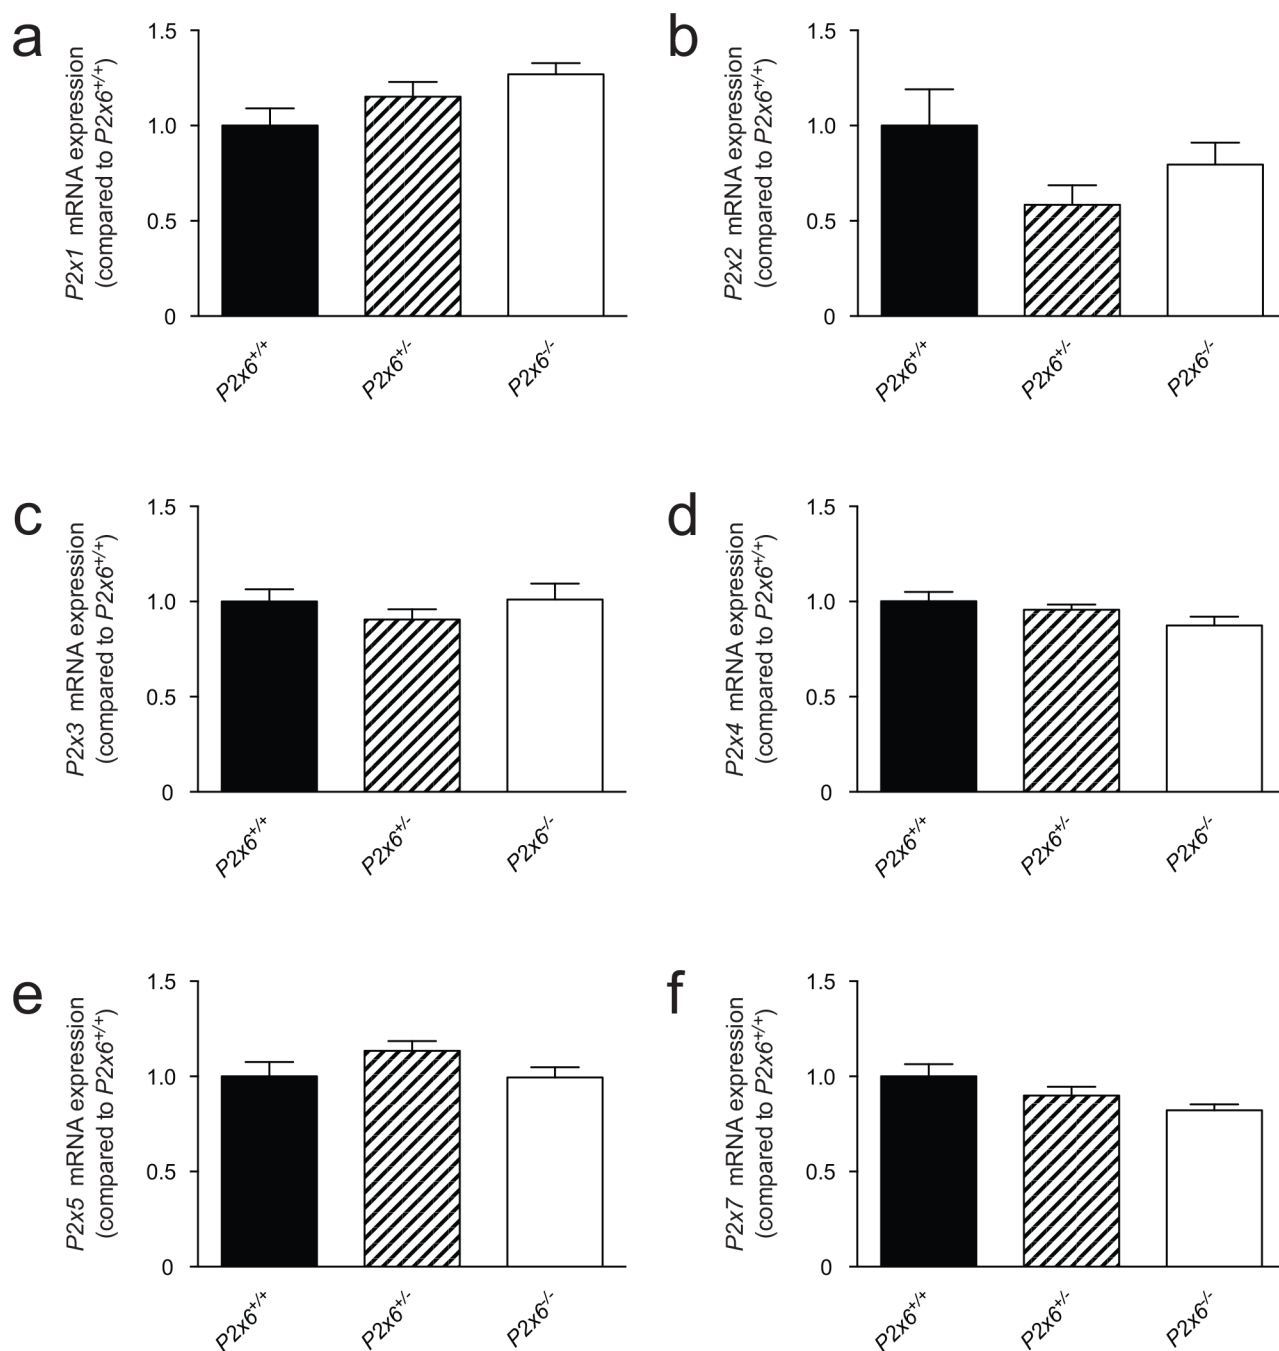 a
P2x1 mRNA expression
(compared to P2x6+/+)
1.5
1.0
0.5
0
P2x6+/+
P2x6+/-
P2x6-/-
b
P2x2 mRNA expression
(compared to P2x6+/+)
1.5
1.0
0.5
0
P2x6+/+
P2x6+/-
P2x6-/-
c
P2x3 mRNA expression
(compared to P2x6+/+)
1.5
1.0
0.5
0
P2x6+/+
P2x6+/-
P2x6-/-
d
P2x4 mRNA expression
(compared to P2x6+/+)
1.5
1.0
0.5
0
P2x6+/+
P2x6+/-
P2x6-/-
e
P2x5 mRNA expression
(compared to P2x6+/+)
1.5
1.0
0.5
0
P2x6+/+
P2x6+/-
P2x6-/-
f
P2x7 mRNA expression
(compared to P2x6+/+)
1.5
1.0
0.5
0
P2x6+/+
P2x6+/-
P2x6-/-